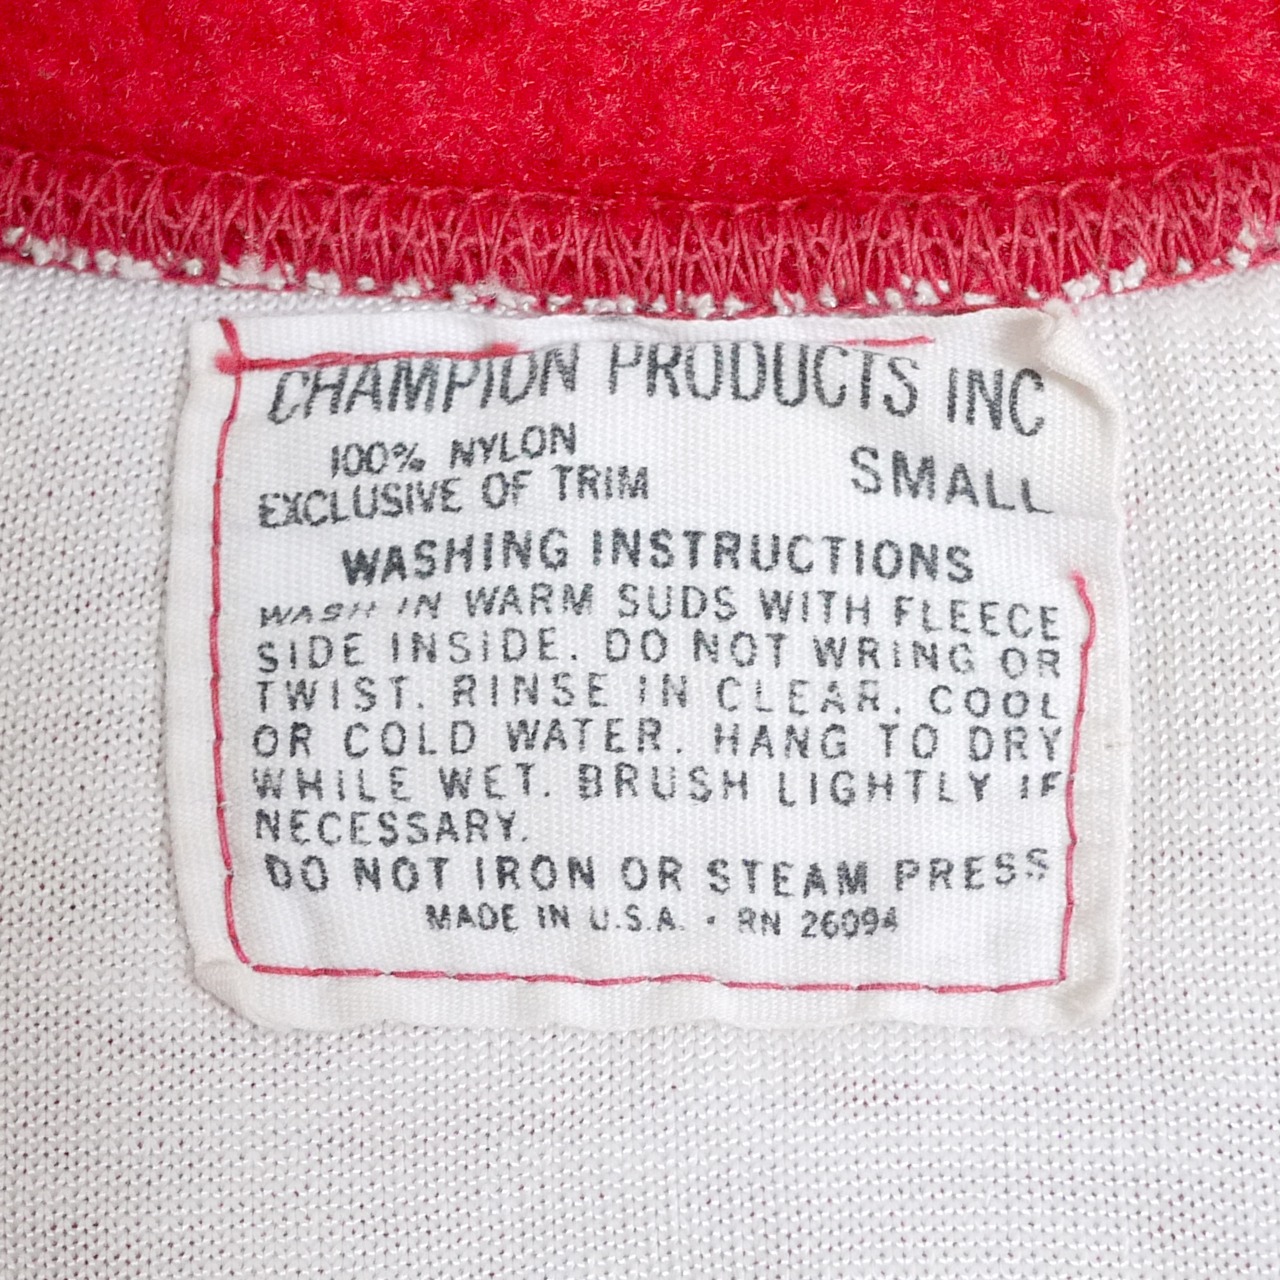 CHAMPION PRODUCTS INC
100% NYLON
EXCLUSIVE OF TRIM SMALL
WASHING INSTRUCTIONS
WASH IN WARM SUDS WITH FLEECE
SIDE INSIDE. DO NOT WRING OR
TWIST. RINSE IN CLEAR, COOL
OR COLD WATER. HANG TO DRY
WHILE WET. BRUSH LIGHTLY IF
NECESSARY.
DO NOT IRON OR STEAM PRESS
MADE IN U.S.A. · RN 26094